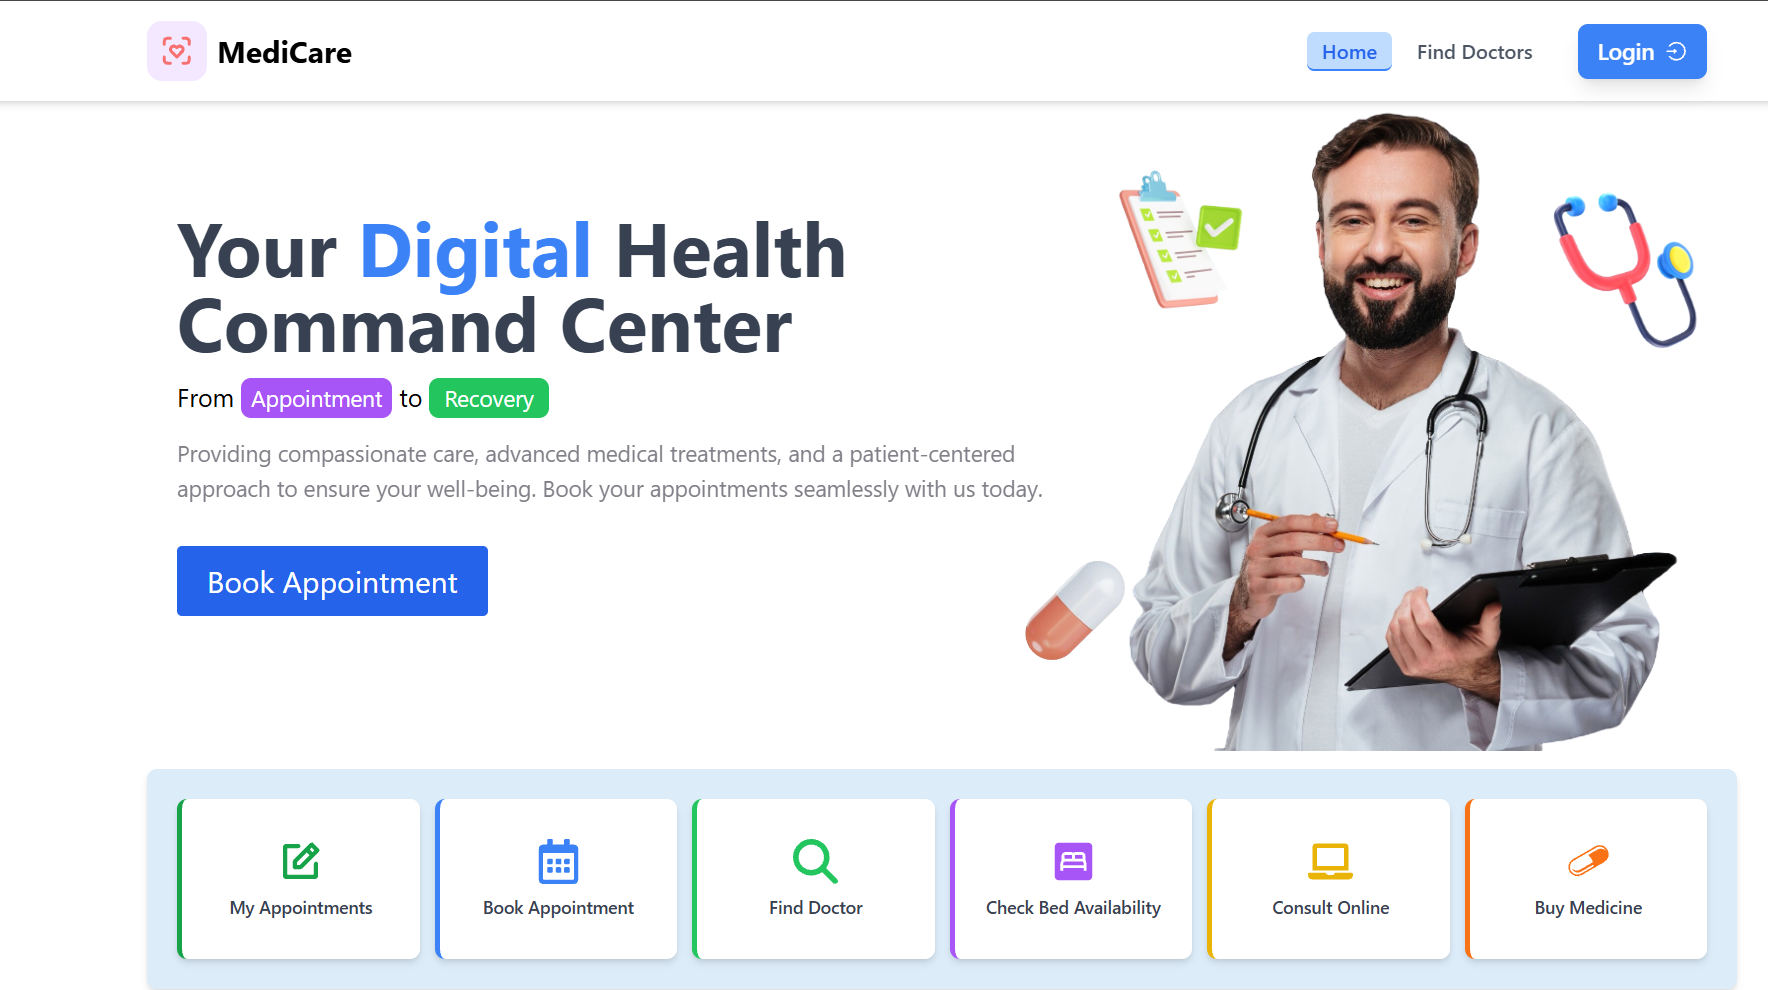 MediCare
Home
Find Doctors
Login
Your Digital Health
Command Center
From Appointment to Recovery
Providing compassionate care, advanced medical treatments, and a patient-centered
approach to ensure your well-being. Book your appointments seamlessly with us today.
Book Appointment
My Appointments
Book Appointment
Find Doctor
Check Bed Availability
Consult Online
Buy Medicine